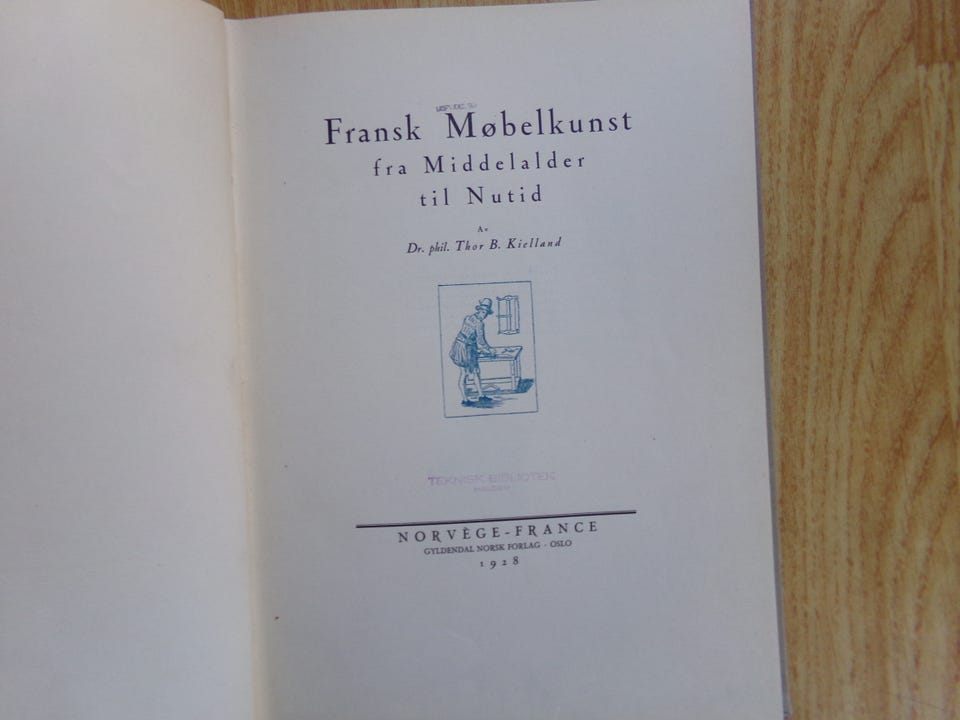 Fransk Møbelkunst
fra Middelalder
til Nutid
Av
Dr. phil. Thor B. Kielland
TEKNISK BIBLIOTEK
NORVÈGE-FRANCE
GYLDENDAL NORSK FORLAG · OSLO
1928